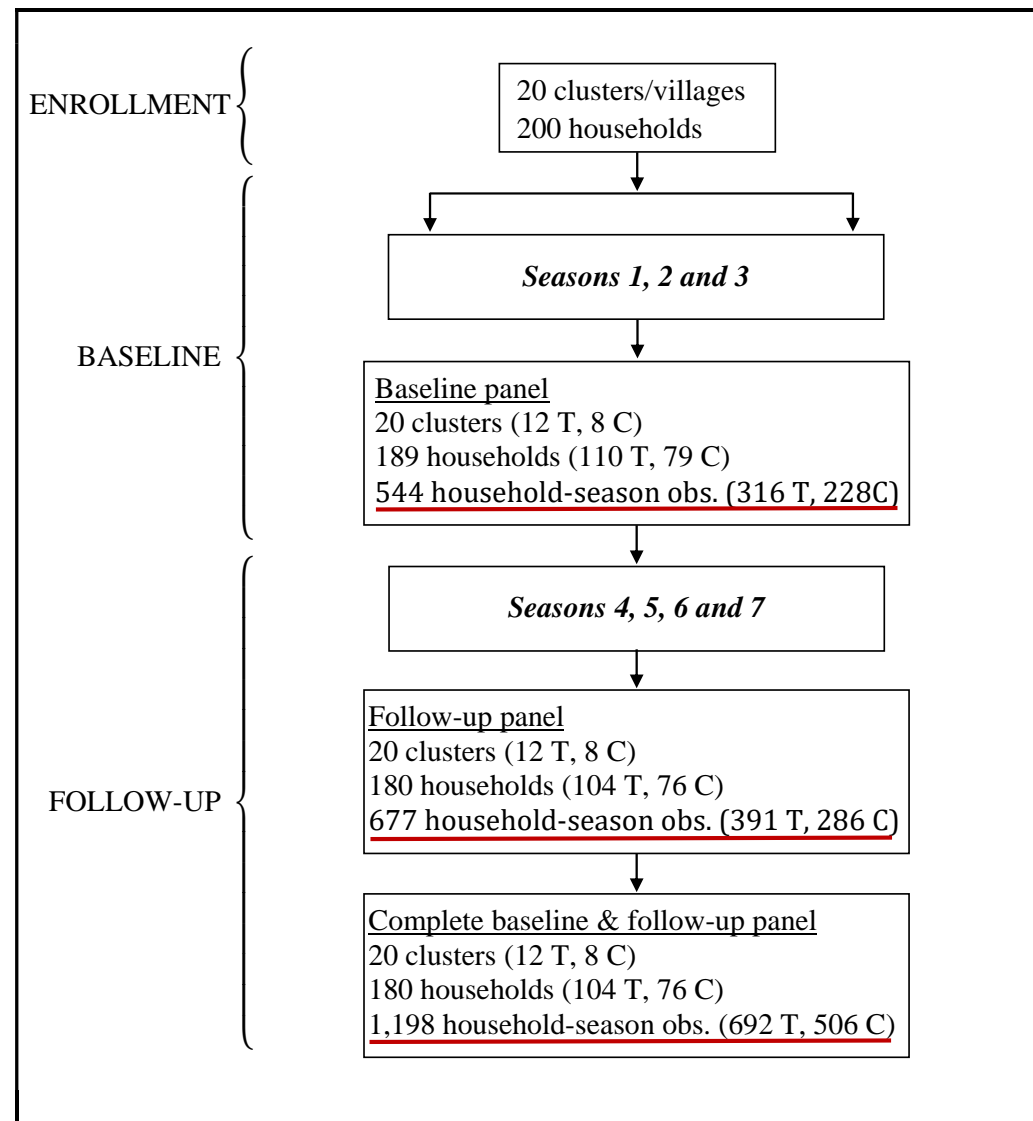 ENROLLMENT
20 clusters/villages
200 households
BASELINE
Seasons 1, 2 and 3
Baseline panel
20 clusters (12 T, 8 C)
189 households (110 T, 79 C)
544 household-season obs. (316 T, 228C)
FOLLOW-UP
Seasons 4, 5, 6 and 7
Follow-up panel
20 clusters (12 T, 8 C)
180 households (104 T, 76 C)
677 household-season obs. (391 T, 286 C)
Complete baseline & follow-up panel
20 clusters (12 T, 8 C)
180 households (104 T, 76 C)
1,198 household-season obs. (692 T, 506 C)